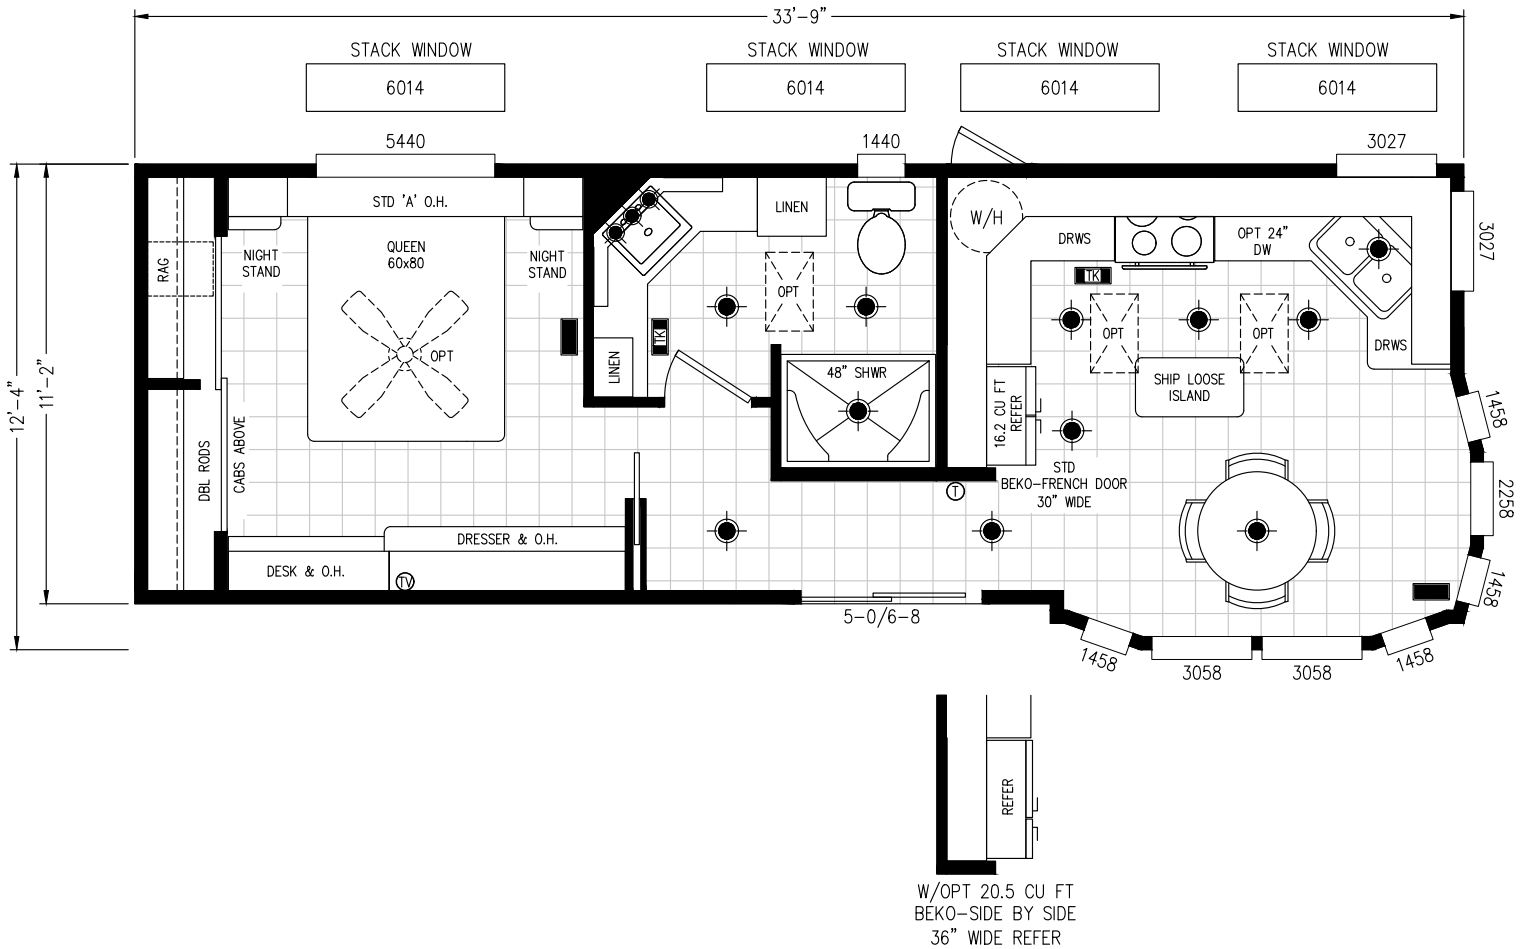 33'-9"
STACK WINDOW
STACK WINDOW
STACK WINDOW
STACK WINDOW
6014
6014
6014
6014
5440
1440
3027
12'-4"
11'-2"
STD 'A' O.H.
LINEN
W/H
DRWS
OPT 24"
DW
3027
RAG
NIGHT
STAND
QUEEN
60x80
NIGHT
STAND
OPT
TK
OPT
OPT
OPT
TK
LINEN
48" SHWR
DRWS
SHIP LOOSE
ISLAND
16.2 CU FT
REFER
1458
DBL RODS
CABS ABOVE
STD
BEKO-FRENCH DOOR
30" WIDE
T
2258
DRESSER & O.H.
DESK & O.H.
TV
1458
5-0/6-8
1458
3058
3058
1458
REFER
W/OPT 20.5 CU FT
BEKO-SIDE BY SIDE
36" WIDE REFER